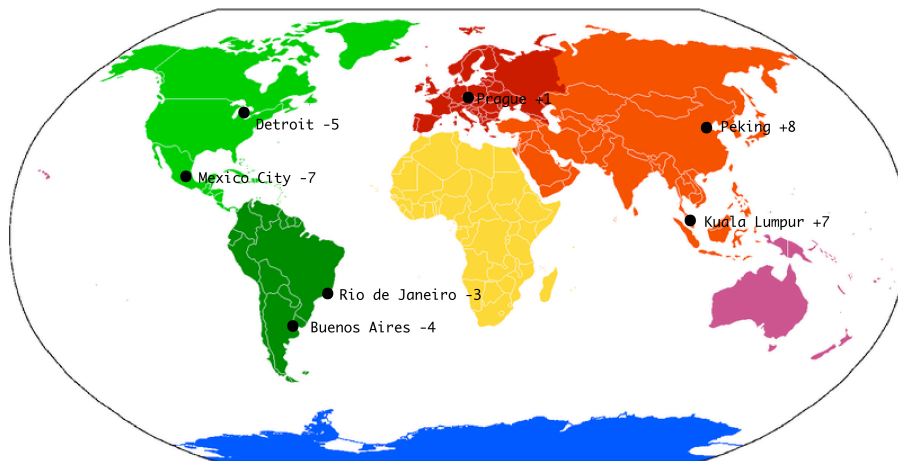 Prague +1
Detroit -5
Peking +8
Mexico City -7
Kuala Lumpur +7
Rio de Janeiro -3
Buenos Aires -4